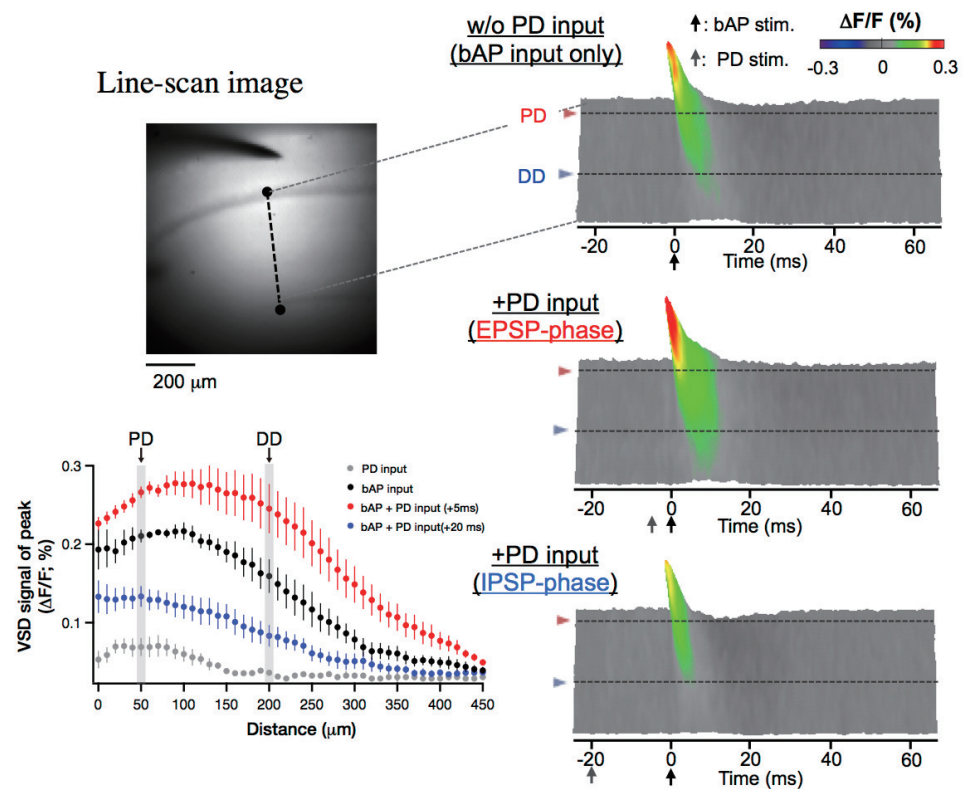 Line-scan image
200 μm
w/o PD input
(bAP input only)
: bAP stim.
: PD stim.
ΔF/F (%)
-0.3
0
0.3
PD
DD
-20
0
20
40
60
Time (ms)
+PD input
(EPSP-phase)
-20
0
20
40
60
Time (ms)
+PD input
(IPSP-phase)
-20
0
20
40
60
Time (ms)
PD
DD
PD input
bAP input
bAP + PD input (+5ms)
bAP + PD input(+20 ms)
VSD signal of peak
(ΔF/F; %)
0.3
0.2
0.1
0
50
100
150
200
250
300
350
400
450
Distance (μm)